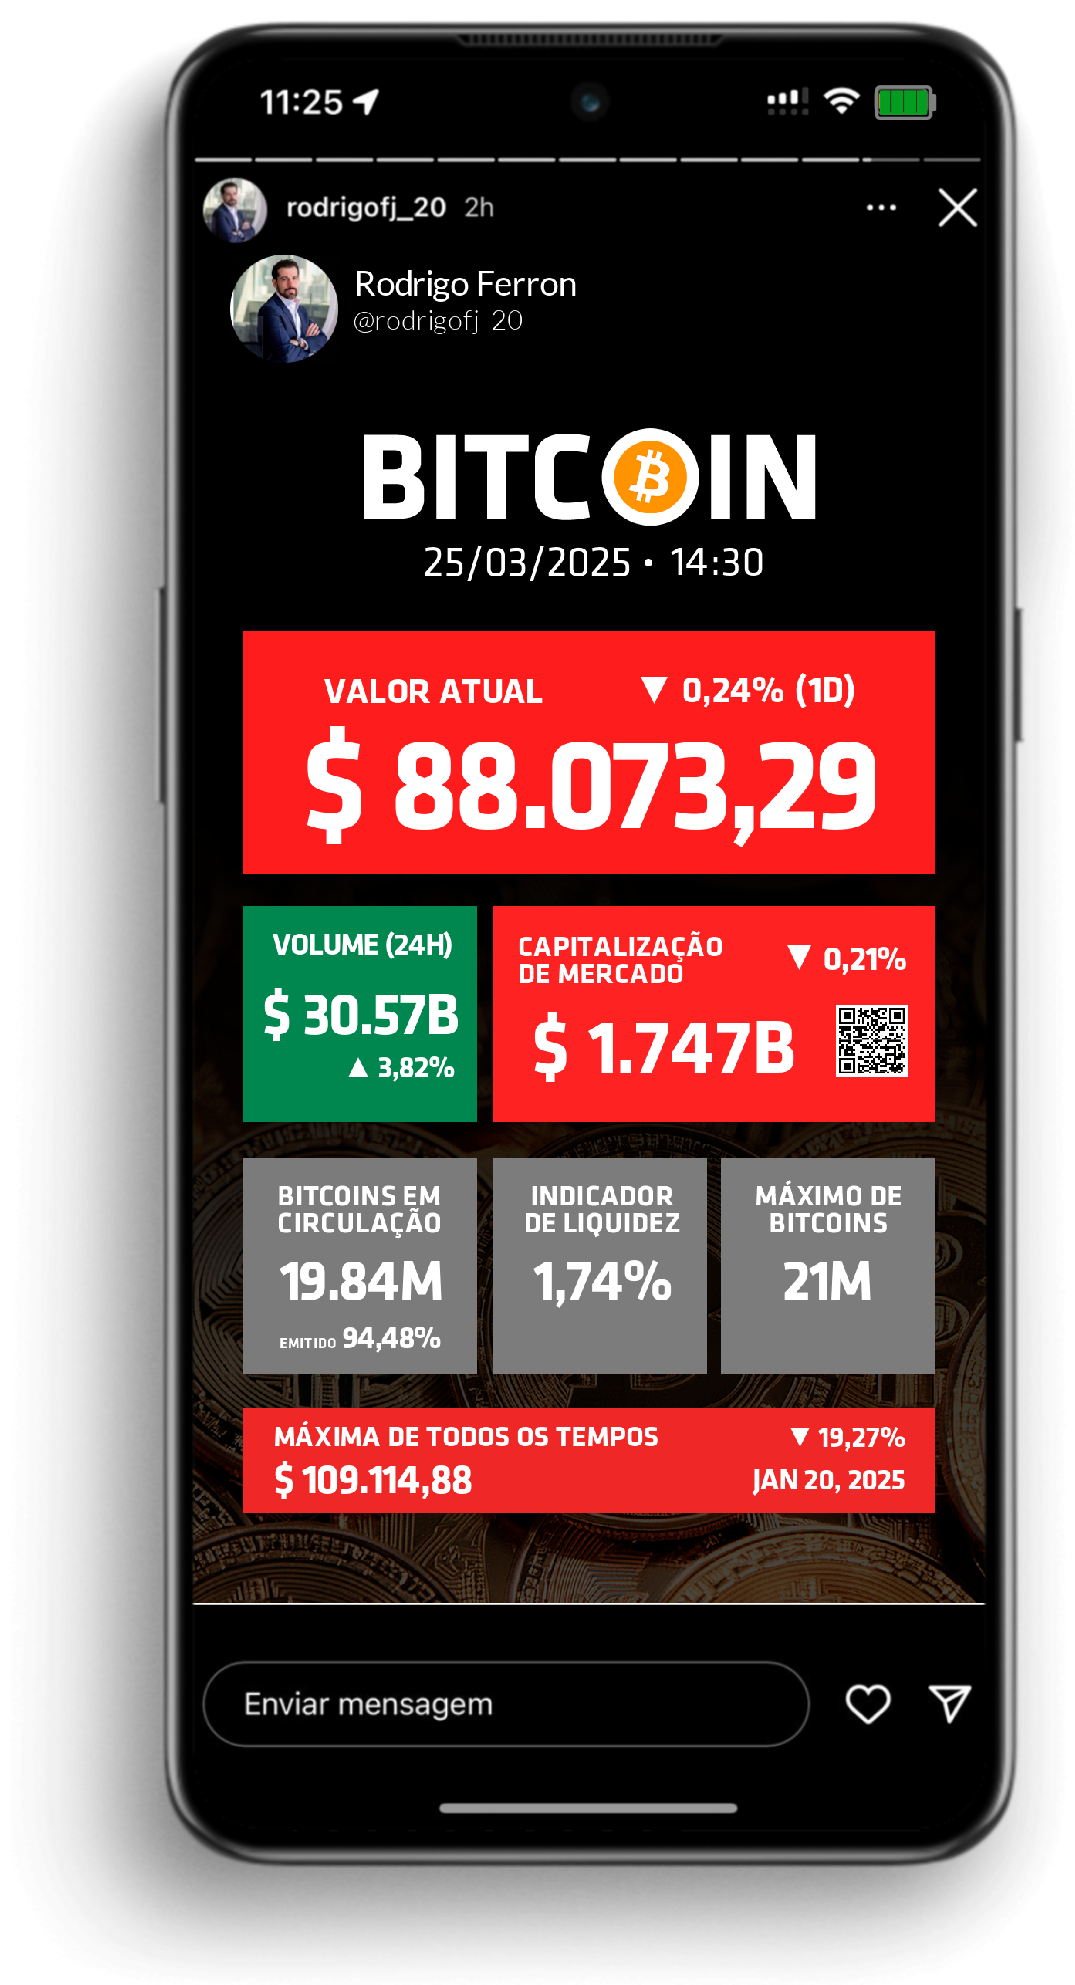 11:25
rodrigofj_20 2h
Rodrigo Ferron
@rodrigofj 20
BITCOIN
25/03/2025 • 14:30
VALOR ATUAL ▼ 0,24% (1D)
$ 88.073,29
VOLUME (24H)
$ 30.57B
▲ 3,82%
CAPITALIZAÇÃO
DE MERCADO
▼ 0,21%
$ 1.747B
BITCOINS EM
CIRCULAÇÃO
19.84M
EMITIDO 94,48%
INDICADOR
DE LIQUIDEZ
1,74%
MÁXIMO DE
BITCOINS
21M
MÁXIMA DE TODOS OS TEMPOS ▼ 19,27%
$ 109.114,88 JAN 20, 2025
Enviar mensagem